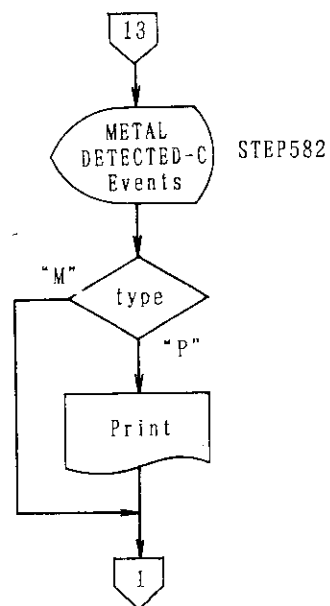 13
METAL
DETECTED-C
Events
STEP582
"M"
type
"P"
Print
1